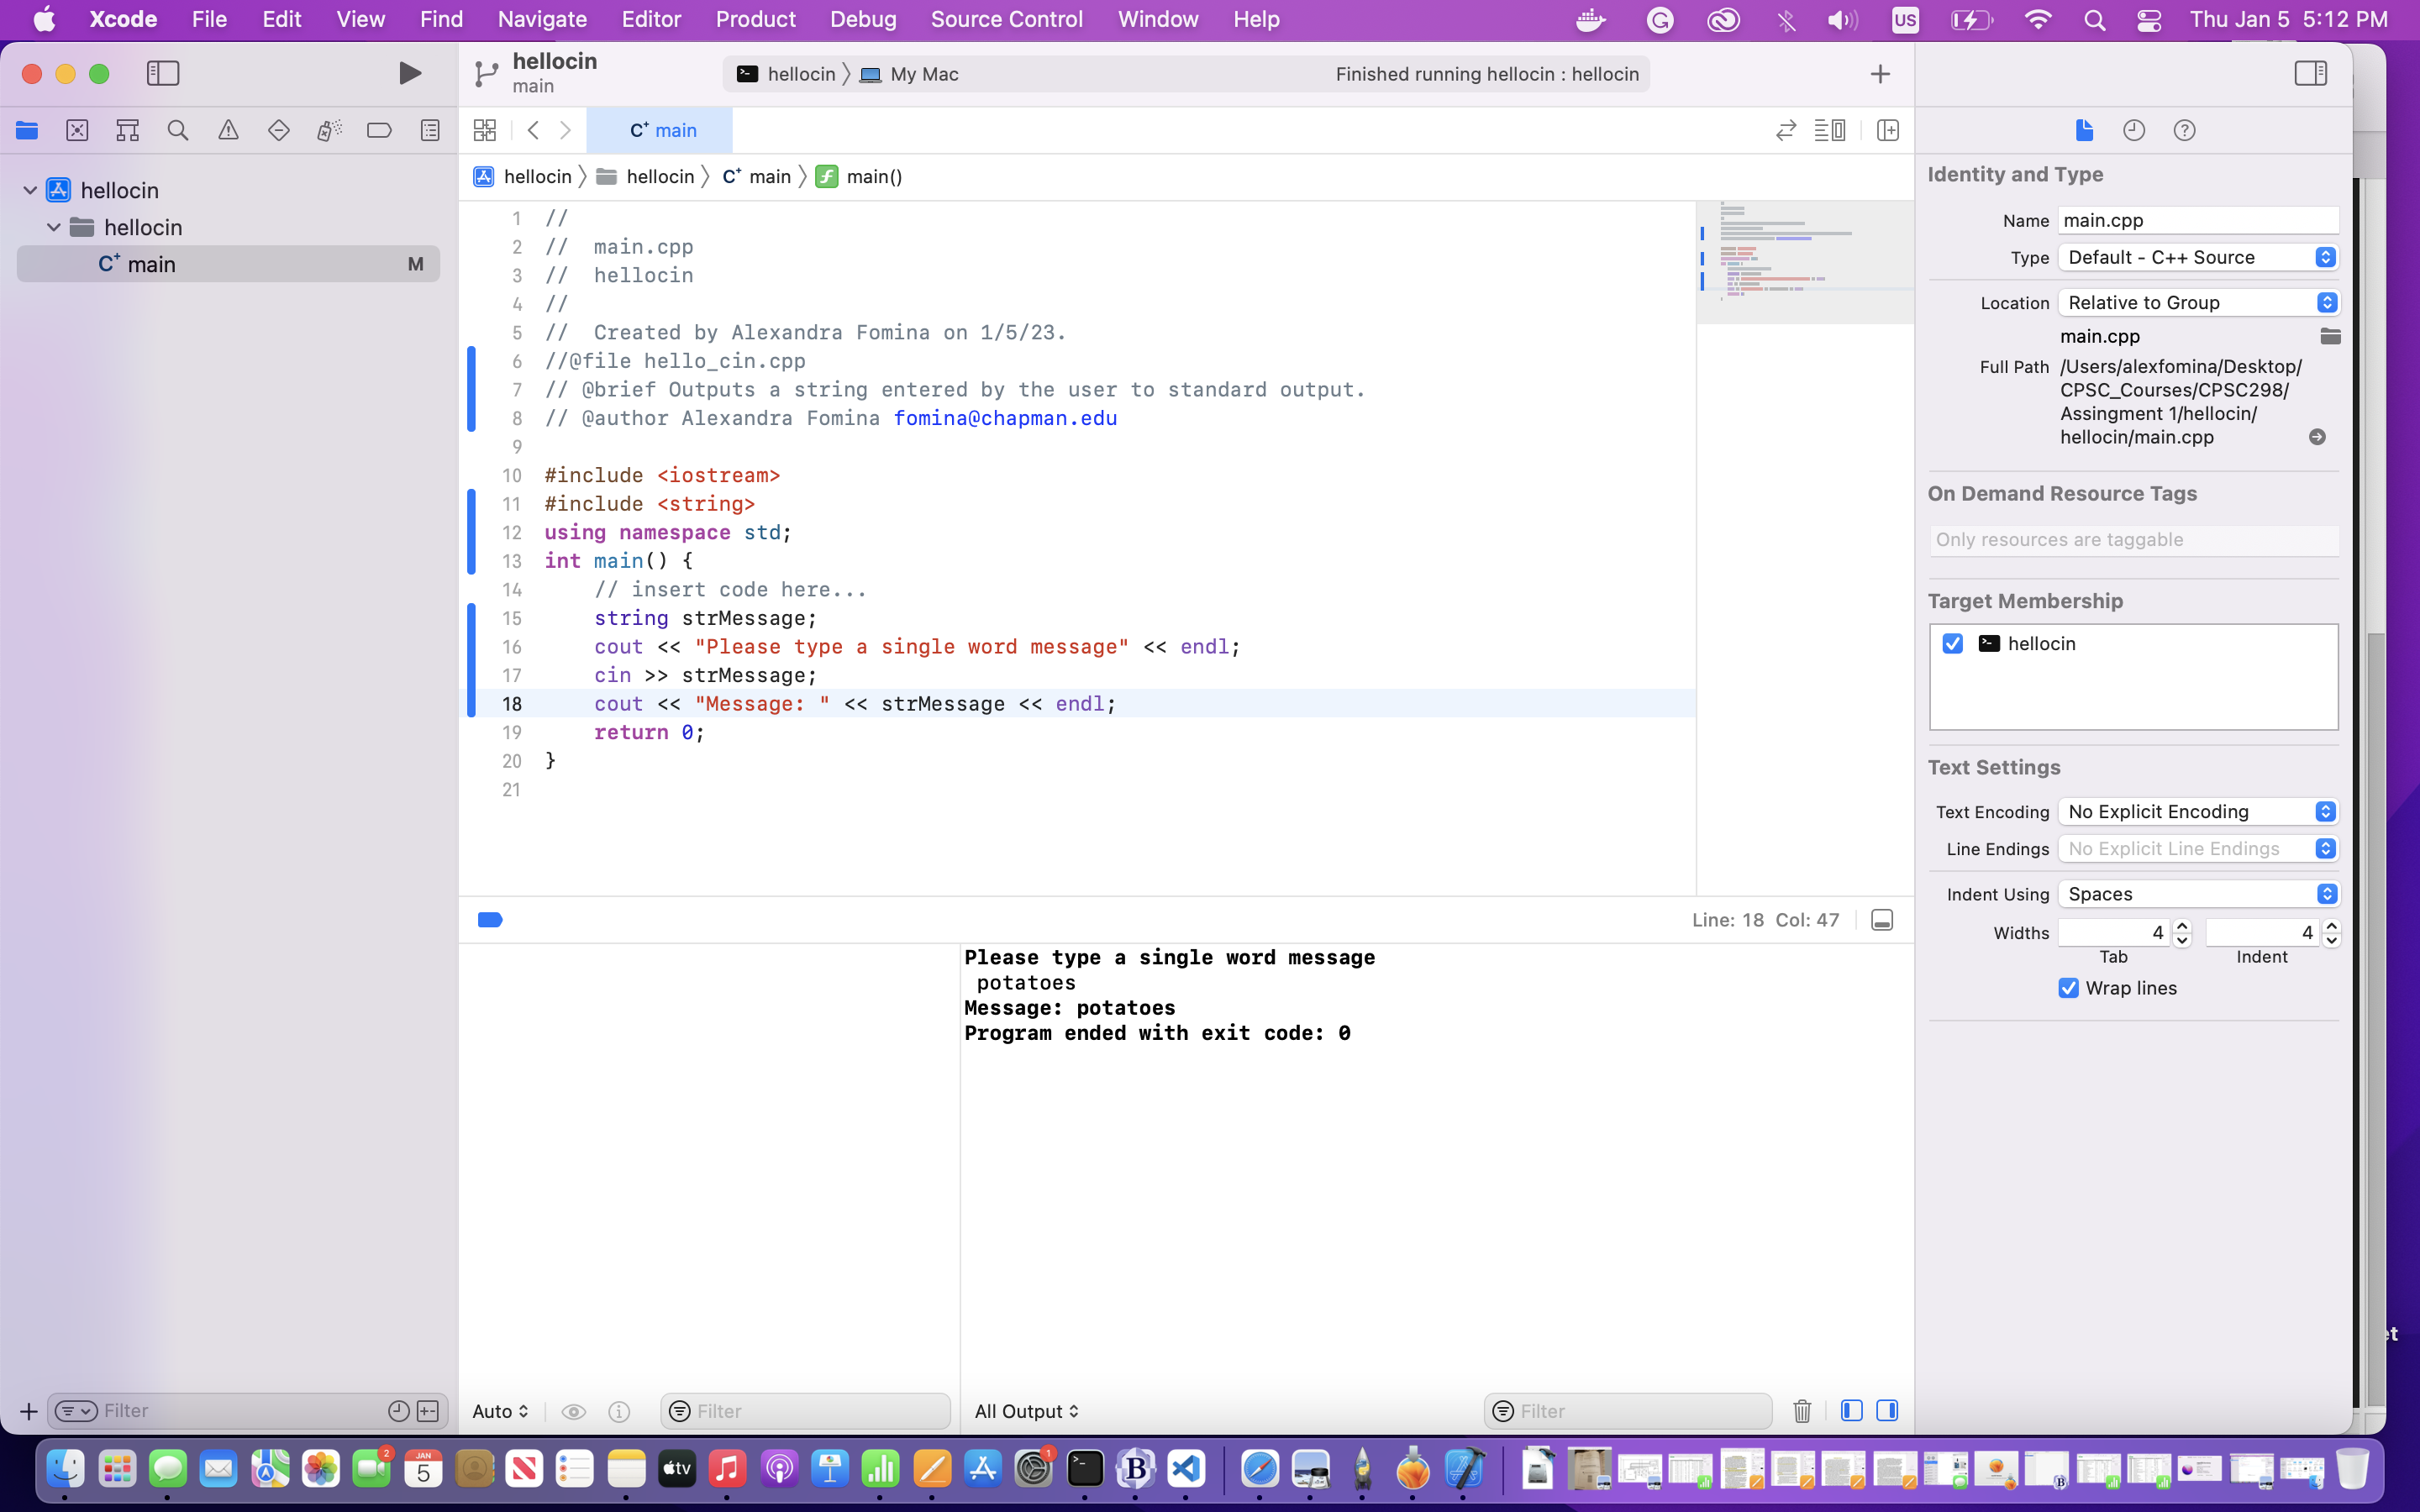 Xcode File Edit View Find Navigate Editor Product Debug Source Control Window Help US Thu Jan 5 5:12 PM
hellocin
main
hellocin My Mac Finished running hellocin : hellocin
C+ main
hellocin hellocin C+ main main()
hellocin
hellocin
C+ main M
1 //
2 //  main.cpp
3 //  hellocin
4 //
5 //  Created by Alexandra Fomina on 1/5/23.
6 //@file hello_cin.cpp
7 // @brief Outputs a string entered by the user to standard output.
8 // @author Alexandra Fomina fomina@chapman.edu
9
10 #include <iostream>
11 #include <string>
12 using namespace std;
13 int main() {
14     // insert code here...
15     string strMessage;
16     cout << "Please type a single word message" << endl;
17     cin >> strMessage;
18     cout << "Message: " << strMessage << endl;
19     return 0;
20 }
21
Line: 18 Col: 47
Please type a single word message
 potatoes
Message: potatoes
Program ended with exit code: 0
Identity and Type
Name main.cpp
Type Default - C++ Source
Location Relative to Group
main.cpp
Full Path /Users/alexfomina/Desktop/
CPSC_Courses/CPSC298/
Assingment 1/hellocin/
hellocin/main.cpp
On Demand Resource Tags
Only resources are taggable
Target Membership
hellocin
Text Settings
Text Encoding No Explicit Encoding
Line Endings No Explicit Line Endings
Indent Using Spaces
Widths 4 4
Tab Indent
Wrap lines
et
Filter
Auto Filter
All Output Filter
2 JAN 5 tv 1 B